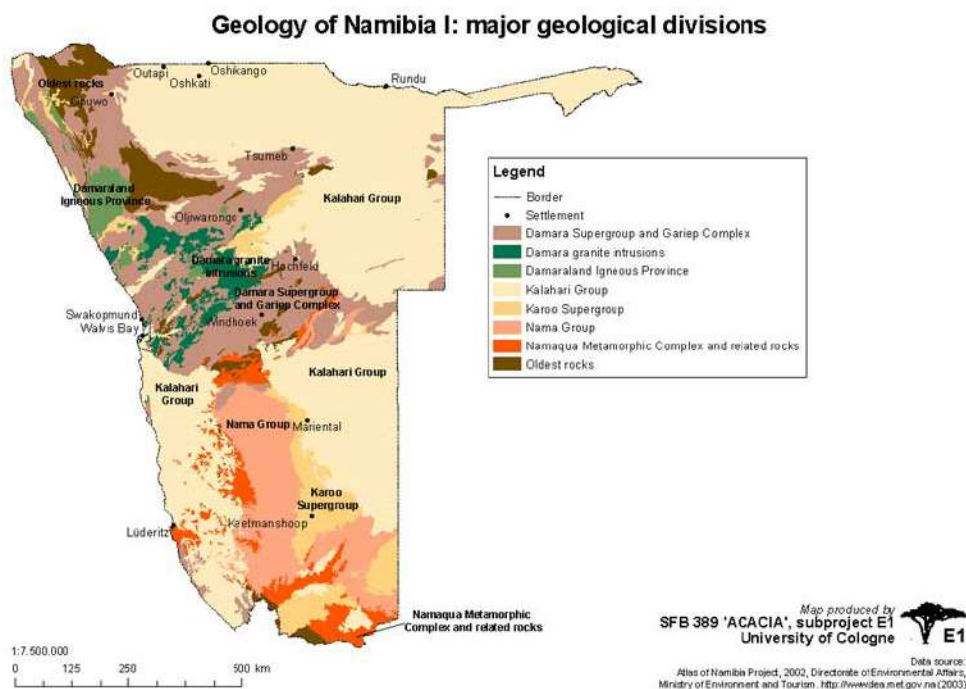 Geology of Namibia I: major geological divisions
Oshikango
Outapi
Oshkati
Rundu
Oldest rocks
Opuwo
Tsumeb
Damaraland
Igneous Province
Kalahari Group
Otjiwarongo
Damara granite
intrusions
Hochfeld
Damara Supergroup
and Gariep Complex
Swakopmund
Walvis Bay
Windhoek
Kalahari
Group
Kalahari Group
Nama Group
Mariental
Karoo
Supergroup
Keetmanshoop
Lüderitz
Namaqua Metamorphic
Complex and related rocks
Legend
Border
Settlement
Damara Supergroup and Gariep Complex
Damara granite intrusions
Damaraland Igneous Province
Kalahari Group
Karoo Supergroup
Nama Group
Namaqua Metamorphic Complex and related rocks
Oldest rocks
1:7.500.000
0 125 250 500 km
Map produced by
SFB 389 'ACACIA', subproject E1
University of Cologne
E1
Data source:
Atlas of Namibia Project, 2002, Directorate of Environmental Affairs,
Ministry of Environment and Tourism. http://www.dea.met.gov.na (2003)